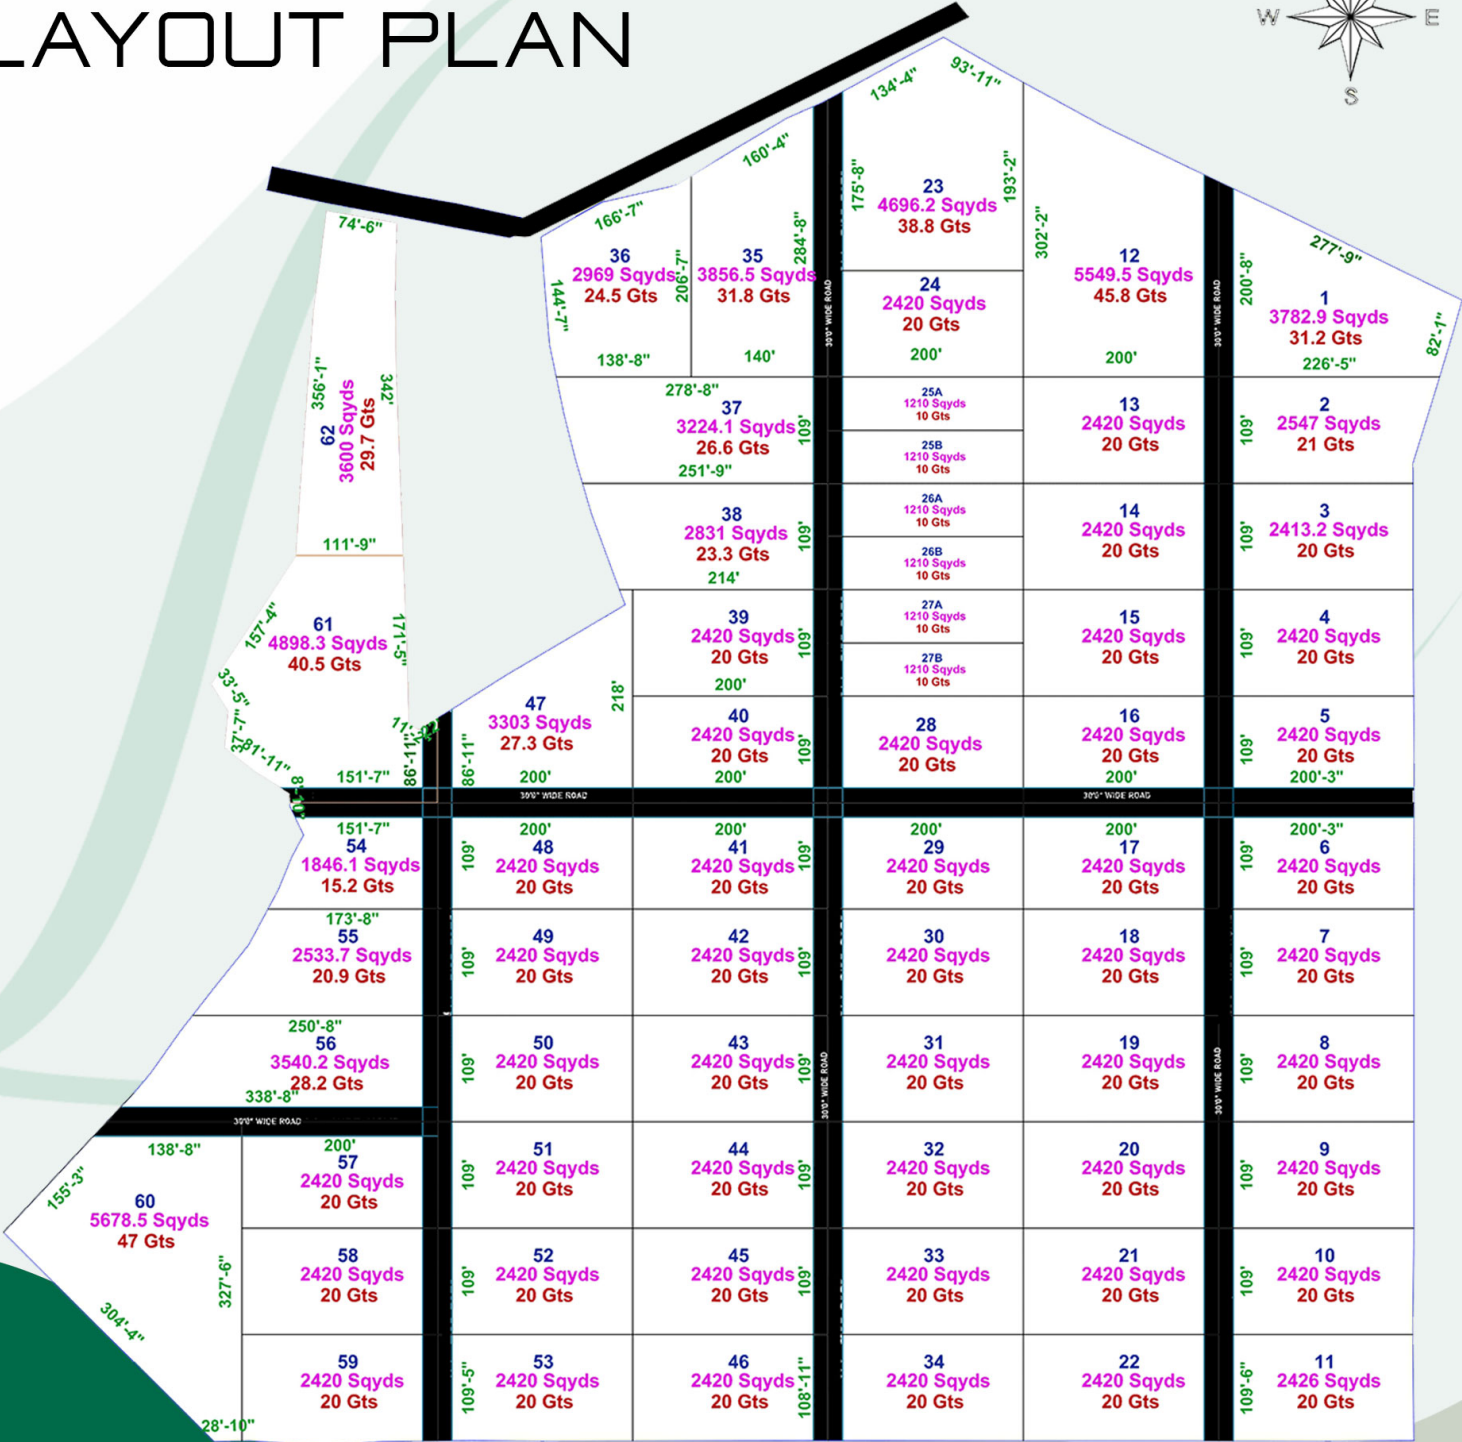 LAYOUT PLAN
W
E
S
134'-4"
93'-11"
160'-4"
175'-8"
193'-2"
23
4696.2 Sqyds
38.8 Gts
74'-6"
166'-7"
36
2969 Sqyds
24.5 Gts
144'-7"
206'-7"
138'-8"
35
3856.5 Sqyds
31.8 Gts
284'-8"
140'
30'0" WIDE ROAD
24
2420 Sqyds
20 Gts
200'
302'-2"
12
5549.5 Sqyds
45.8 Gts
200'
30'0" WIDE ROAD
200'-8"
277'-9"
1
3782.9 Sqyds
31.2 Gts
226'-5"
82'-1"
356'-1"
62
3600 Sqyds
29.7 Gts
342'
111'-9"
278'-8"
37
3224.1 Sqyds
26.6 Gts
251'-9"
109'
25A
1210 Sqyds
10 Gts
25B
1210 Sqyds
10 Gts
13
2420 Sqyds
20 Gts
109'
2
2547 Sqyds
21 Gts
38
2831 Sqyds
23.3 Gts
214'
109'
26A
1210 Sqyds
10 Gts
26B
1210 Sqyds
10 Gts
14
2420 Sqyds
20 Gts
109'
3
2413.2 Sqyds
20 Gts
157'-4"
61
4898.3 Sqyds
40.5 Gts
171'-5"
33'-5"
37'-7"
81'-11"
151'-7"
86'-11"
39
2420 Sqyds
20 Gts
200'
109'
27A
1210 Sqyds
10 Gts
27B
1210 Sqyds
10 Gts
15
2420 Sqyds
20 Gts
109'
4
2420 Sqyds
20 Gts
86'-11"
47
3303 Sqyds
27.3 Gts
200'
218'
40
2420 Sqyds
20 Gts
200'
109'
28
2420 Sqyds
20 Gts
16
2420 Sqyds
20 Gts
200'
109'
5
2420 Sqyds
20 Gts
200'-3"
30'0" WIDE ROAD
30'0" WIDE ROAD
151'-7"
54
1846.1 Sqyds
15.2 Gts
109'
200'
48
2420 Sqyds
20 Gts
200'
41
2420 Sqyds
20 Gts
109'
200'
29
2420 Sqyds
20 Gts
200'
17
2420 Sqyds
20 Gts
109'
200'-3"
6
2420 Sqyds
20 Gts
173'-8"
55
2533.7 Sqyds
20.9 Gts
109'
49
2420 Sqyds
20 Gts
42
2420 Sqyds
20 Gts
109'
30
2420 Sqyds
20 Gts
18
2420 Sqyds
20 Gts
109'
7
2420 Sqyds
20 Gts
250'-8"
56
3540.2 Sqyds
28.2 Gts
338'-8"
109'
50
2420 Sqyds
20 Gts
43
2420 Sqyds
20 Gts
109'
30'0" WIDE ROAD
31
2420 Sqyds
20 Gts
19
2420 Sqyds
20 Gts
30'0" WIDE ROAD
109'
8
2420 Sqyds
20 Gts
30'0" WIDE ROAD
155'-3"
138'-8"
60
5678.5 Sqyds
47 Gts
327'-6"
304'-4"
28'-10"
200'
57
2420 Sqyds
20 Gts
109'
51
2420 Sqyds
20 Gts
44
2420 Sqyds
20 Gts
109'
32
2420 Sqyds
20 Gts
20
2420 Sqyds
20 Gts
109'
9
2420 Sqyds
20 Gts
58
2420 Sqyds
20 Gts
109'
52
2420 Sqyds
20 Gts
45
2420 Sqyds
20 Gts
109'
33
2420 Sqyds
20 Gts
21
2420 Sqyds
20 Gts
109'
10
2420 Sqyds
20 Gts
59
2420 Sqyds
20 Gts
109'-5"
53
2420 Sqyds
20 Gts
46
2420 Sqyds
20 Gts
108'-11"
34
2420 Sqyds
20 Gts
22
2420 Sqyds
20 Gts
109'-6"
11
2426 Sqyds
20 Gts